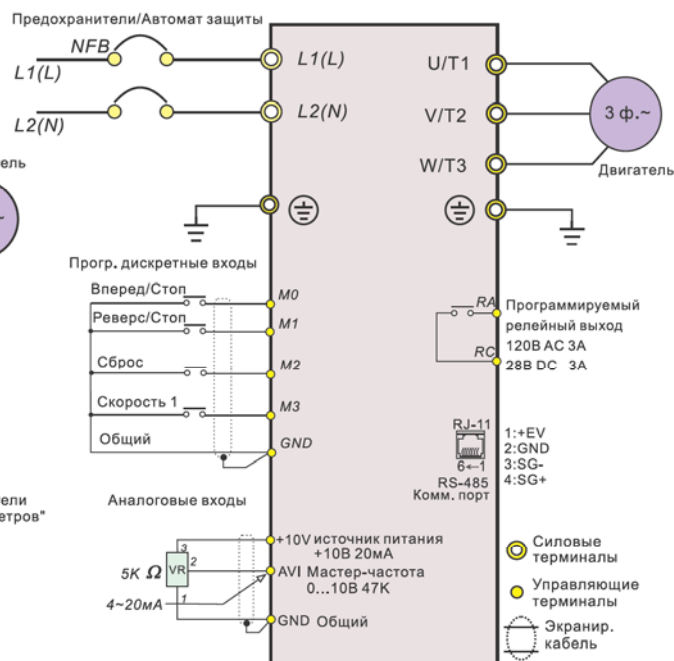 Предохранители/Автомат защиты
NFB
L1(L)
L1(L)
L2(N)
L2(N)
U/T1
V/T2
W/T3
3 ф.~
Двигатель
ель
~
Прогр. дискретные входы
Вперед/Стоп
M0
Реверс/Стоп
M1
Сброс
M2
Скорость 1
M3
Общий
GND
RA
RC
Программируемый
релейный выход
120В AC 3A
28В DC 3A
RJ-11
6←1
RS-485
Комм. порт
1:+EV
2:GND
3:SG-
4:SG+
ели
етров"
Аналоговые входы
+10V источник питания
+10В 20мА
3
5K Ω
VR
2
AVI Мастер-частота
0...10В 47K
4~20мА
1
GND Общий
Силовые
терминалы
Управляющие
терминалы
Экранир.
кабель